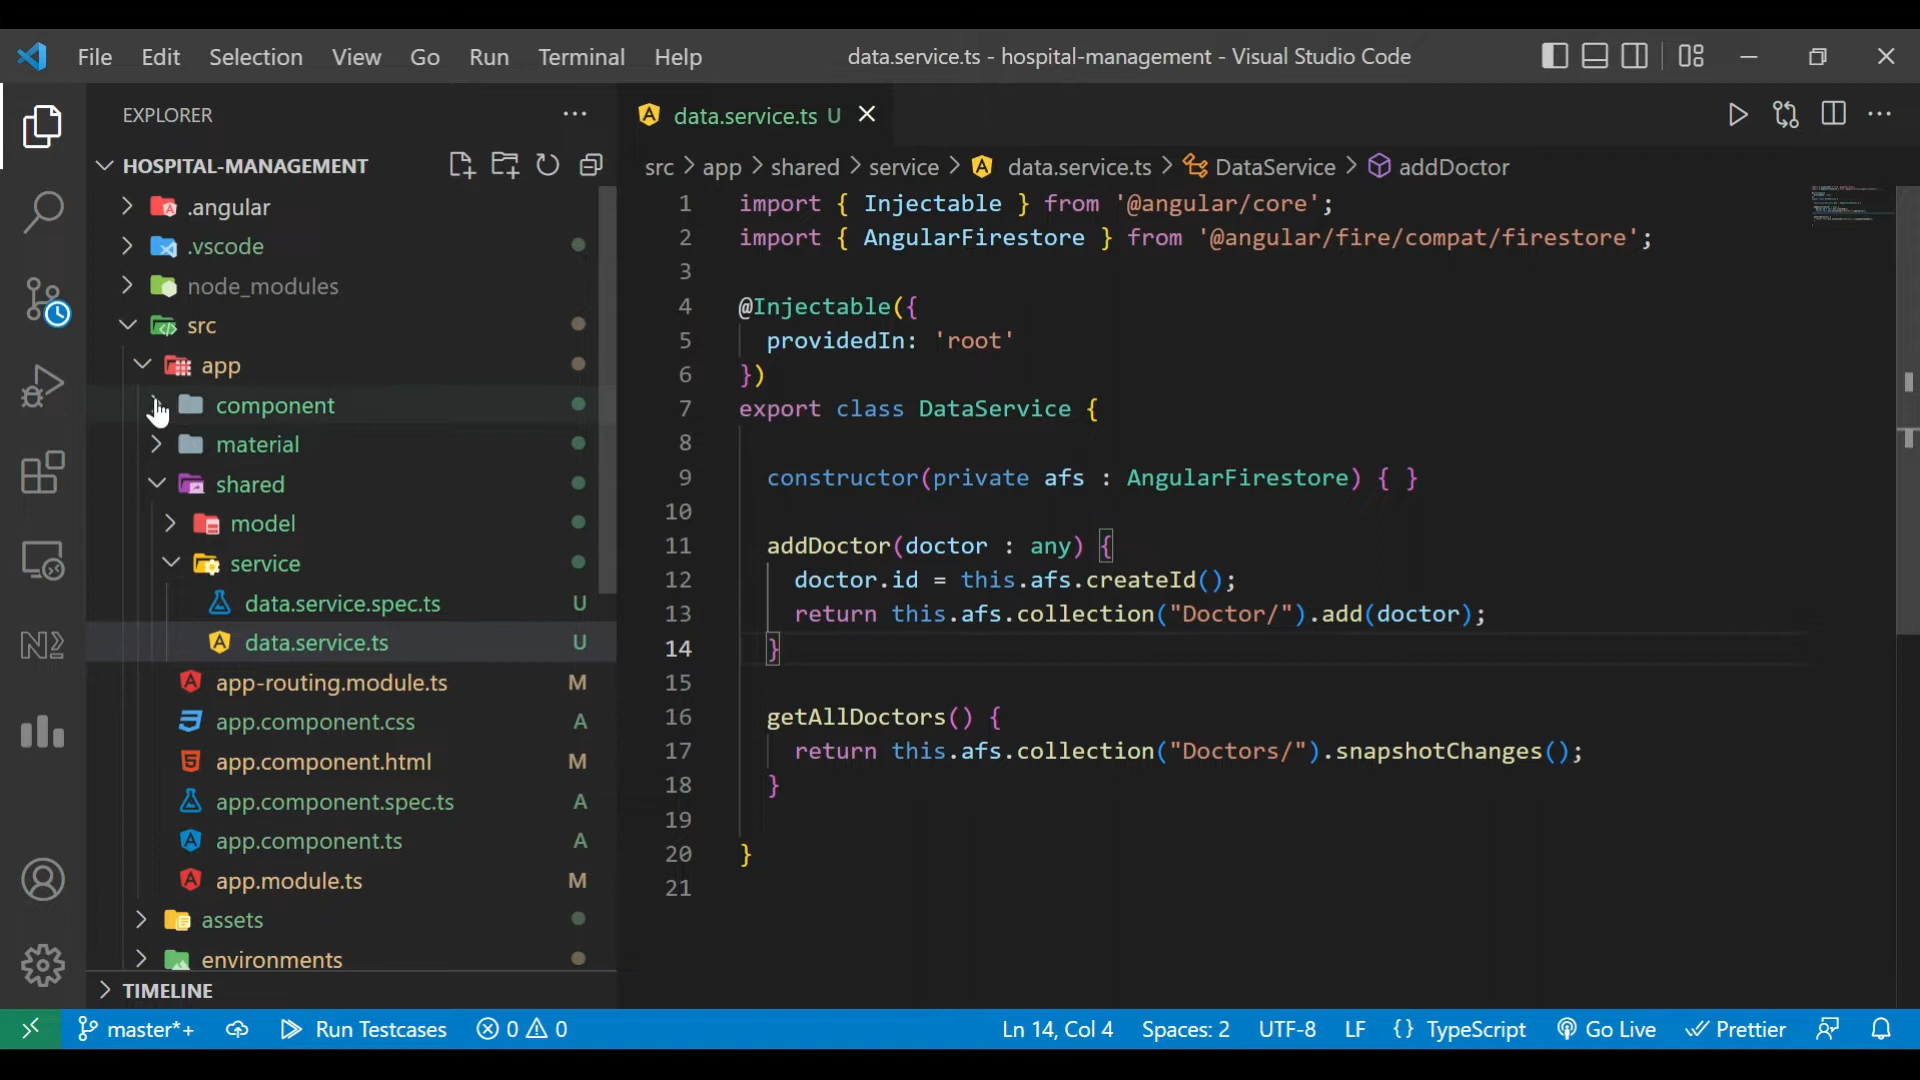 File Edit Selection View Go Run Terminal Help
data.service.ts - hospital-management - Visual Studio Code
EXPLORER
HOSPITAL-MANAGEMENT
.angular
.vscode
node_modules
src
app
component
material
shared
model
service
data.service.spec.ts U
data.service.ts U
app-routing.module.ts M
app.component.css A
app.component.html M
app.component.spec.ts A
app.component.ts A
app.module.ts M
assets
environments
TIMELINE
data.service.ts U
src > app > shared > service > data.service.ts > DataService > addDoctor
1 import { Injectable } from '@angular/core';
2 import { AngularFirestore } from '@angular/fire/compat/firestore';
3
4 @Injectable({
5 providedIn: 'root'
6 })
7 export class DataService {
8
9 constructor(private afs : AngularFirestore) { }
10
11 addDoctor(doctor : any) {
12 doctor.id = this.afs.createId();
13 return this.afs.collection("Doctor/").add(doctor);
14 }
15
16 getAllDoctors() {
17 return this.afs.collection("Doctors/").snapshotChanges();
18 }
19
20 }
21
master*+ Run Testcases 0 0 Ln 14, Col 4 Spaces: 2 UTF-8 LF {} TypeScript Go Live Prettier